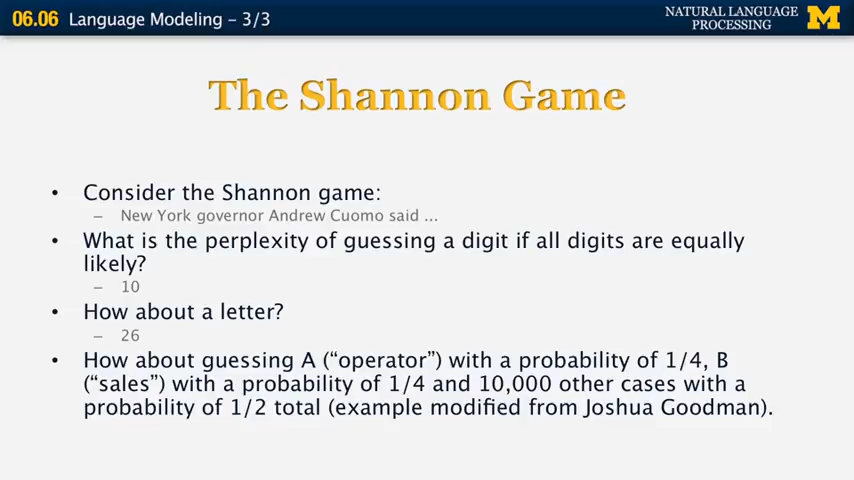 06.06 Language Modeling – 3/3
NATURAL LANGUAGE
PROCESSING
M
The Shannon Game
• Consider the Shannon game:
– New York governor Andrew Cuomo said ...
• What is the perplexity of guessing a digit if all digits are equally
likely?
– 10
• How about a letter?
– 26
• How about guessing A (“operator”) with a probability of 1/4, B
(“sales”) with a probability of 1/4 and 10,000 other cases with a
probability of 1/2 total (example modified from Joshua Goodman).